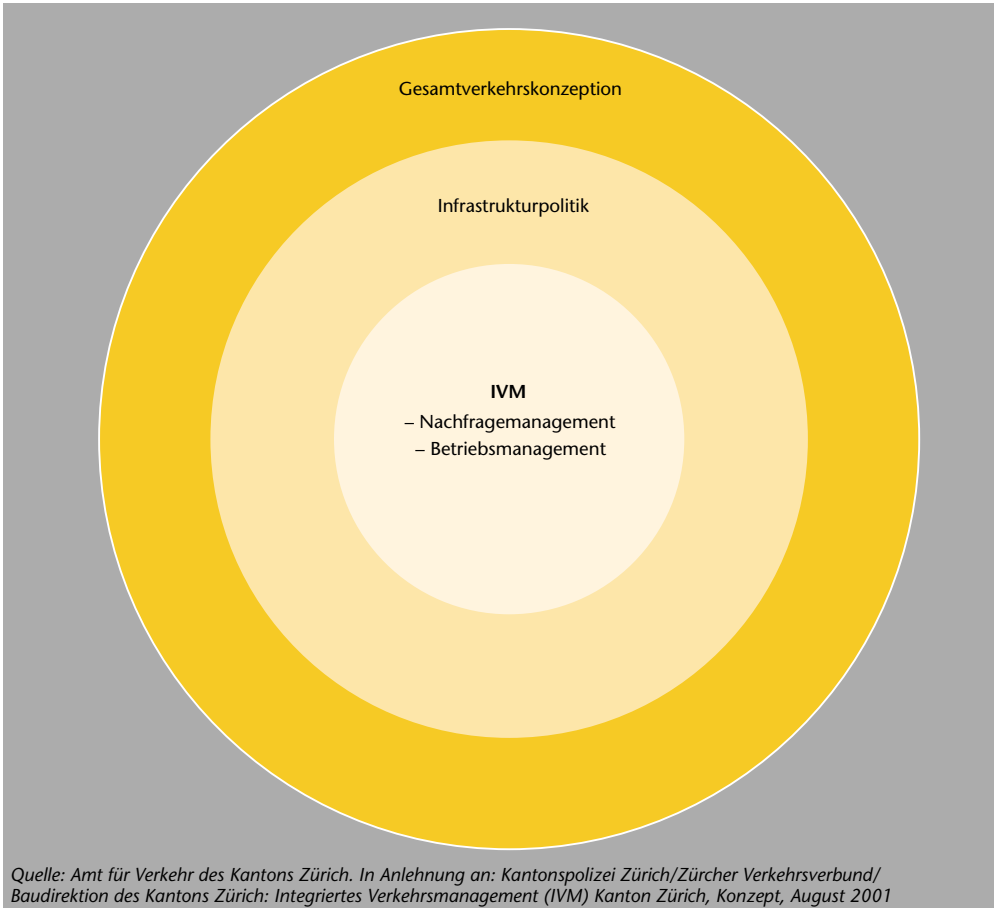 Gesamtverkehrskonzeption
Infrastrukturpolitik
IVM
– Nachfragemanagement
– Betriebsmanagement
Quelle: Amt für Verkehr des Kantons Zürich. In Anlehnung an: Kantonspolizei Zürich/Zürcher Verkehrsverbund/
Baudirektion des Kantons Zürich: Integriertes Verkehrsmanagement (IVM) Kanton Zürich, Konzept, August 2001